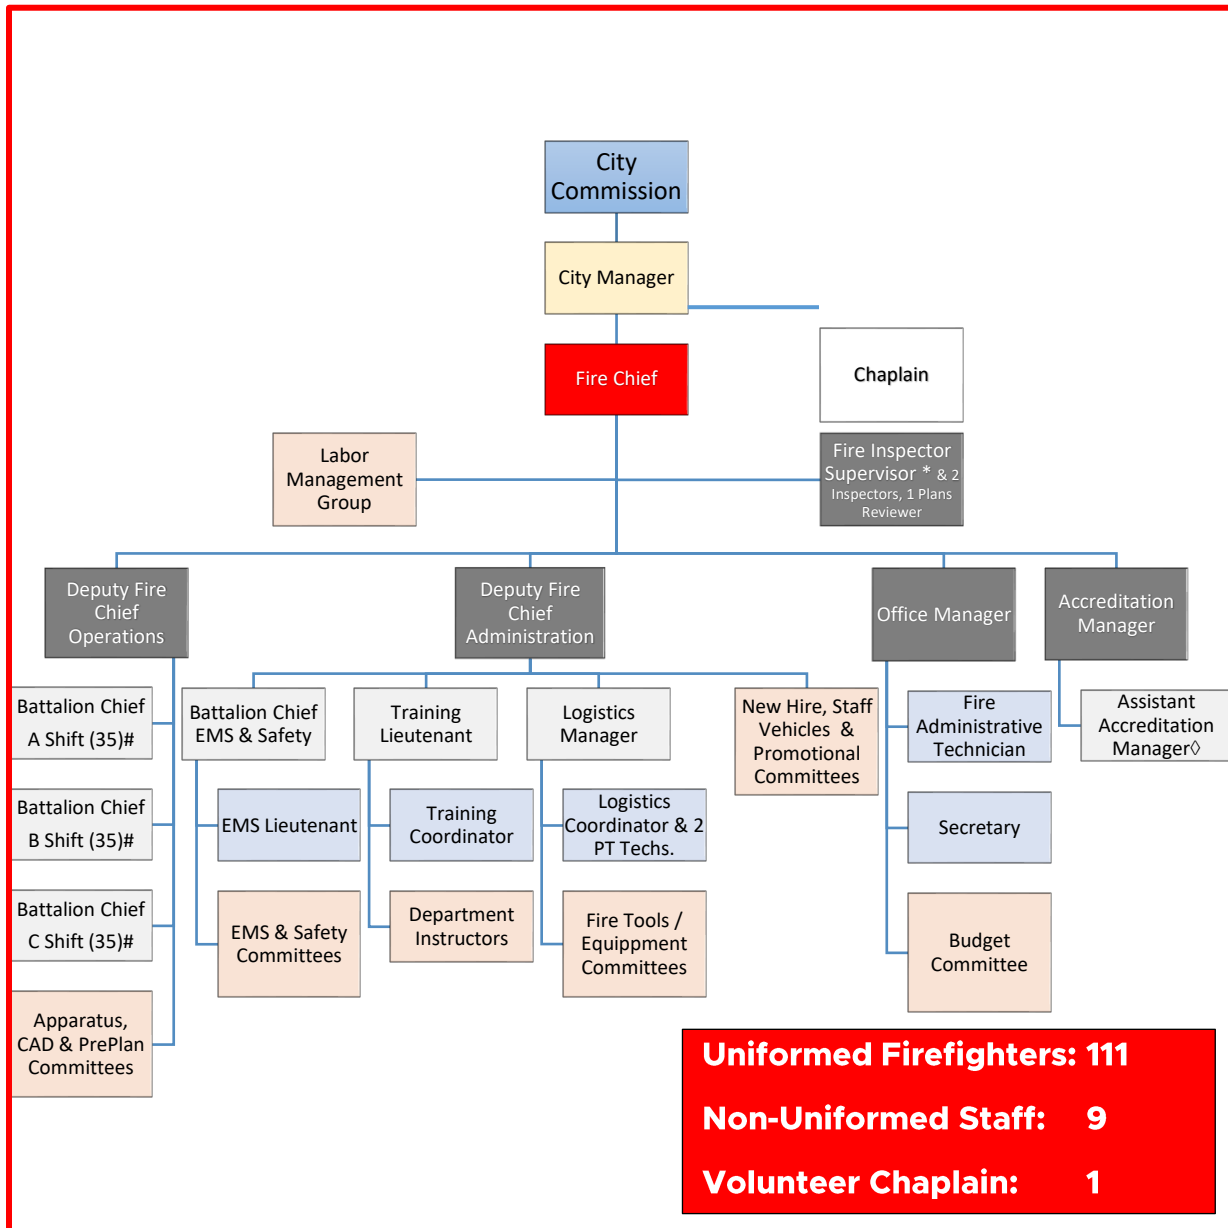 City
Commission
City Manager
Fire Chief
Chaplain
Labor
Management
Group
Fire Inspector
Supervisor * & 2
Inspectors, 1 Plans
Reviewer
Deputy Fire
Chief
Operations
Deputy Fire
Chief
Administration
Office Manager
Accreditation
Manager
Battalion Chief
A Shift (35)#
Battalion Chief
EMS & Safety
Training
Lieutenant
Logistics
Manager
New Hire, Staff
Vehicles &
Promotional
Committees
Fire
Administrative
Technician
Assistant
Accreditation
Manager◊
Battalion Chief
B Shift (35)#
EMS Lieutenant
Training
Coordinator
Logistics
Coordinator & 2
PT Techs.
Secretary
Battalion Chief
C Shift (35)#
EMS & Safety
Committees
Department
Instructors
Fire Tools /
Equippment
Committees
Budget
Committee
Apparatus,
CAD & PrePlan
Committees
Uniformed Firefighters: 111
Non-Uniformed Staff: 9
Volunteer Chaplain: 1